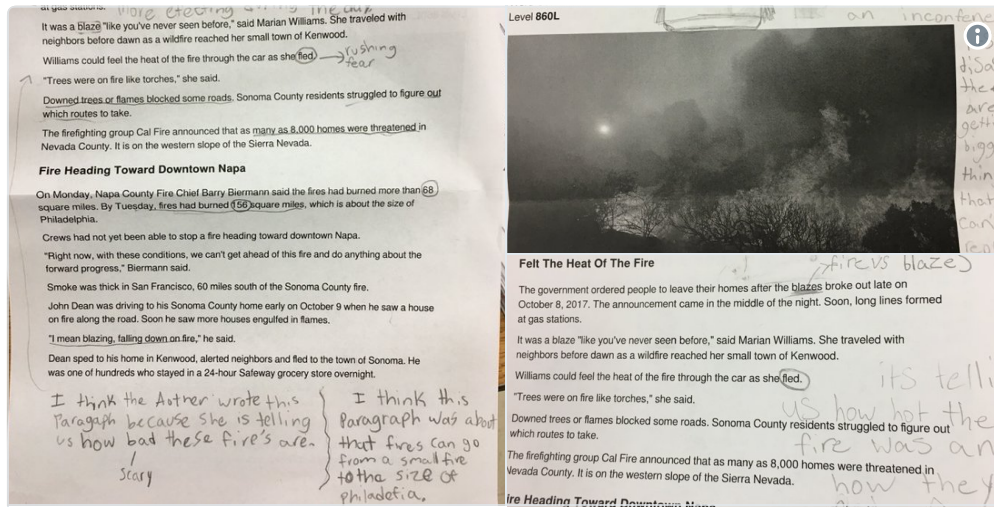 at gas stations.
It was a blaze "like you've never seen before," said Marian Williams. She traveled with
neighbors before dawn as a wildfire reached her small town of Kenwood.
Williams could feel the heat of the fire through the car as she fled.
rushing
fear
"Trees were on fire like torches," she said.
Downed trees or flames blocked some roads. Sonoma County residents struggled to figure out
which routes to take.
The firefighting group Cal Fire announced that as many as 8,000 homes were threatened in
Nevada County. It is on the western slope of the Sierra Nevada.
Fire Heading Toward Downtown Napa
On Monday, Napa County Fire Chief Barry Biermann said the fires had burned more than 68
square miles. By Tuesday, fires had burned 156 square miles, which is about the size of
Philadelphia.
Crews had not yet been able to stop a fire heading toward downtown Napa.
"Right now, with these conditions, we can't get ahead of this fire and do anything about the
forward progress," Biermann said.
Smoke was thick in San Francisco, 60 miles south of the Sonoma County fire.
John Dean was driving to his Sonoma County home early on October 9 when he saw a house
on fire along the road. Soon he saw more houses engulfed in flames.
"I mean blazing, falling down on fire," he said.
Dean sped to his home in Kenwood, alerted neighbors and fled to the town of Sonoma. He
was one of hundreds who stayed in a 24-hour Safeway grocery store overnight.
I think the Aother wrote this
Paragaph because she is telling
us how bad these fire's are.
scary
I think this
Paragraph was about
that fires can go
from a small fire
to tha size of
philadelfia.
Level 860L
an
the
are
getti
bigg
thin
that
can'
Felt The Heat Of The Fire
fire vs blazes
The government ordered people to leave their homes after the blazes broke out late on
October 8, 2017. The announcement came in the middle of the night. Soon, long lines formed
at gas stations.
It was a blaze "like you've never seen before," said Marian Williams. She traveled with
neighbors before dawn as a wildfire reached her small town of Kenwood.
Williams could feel the heat of the fire through the car as she fled.
"Trees were on fire like torches," she said.
Downed trees or flames blocked some roads. Sonoma County residents struggled to figure out
which routes to take.
The firefighting group Cal Fire announced that as many as 8,000 homes were threatened in
Nevada County. It is on the western slope of the Sierra Nevada.
its telli
us how hot the
fire was an
how they
ire Heading Toward Downtown Napa